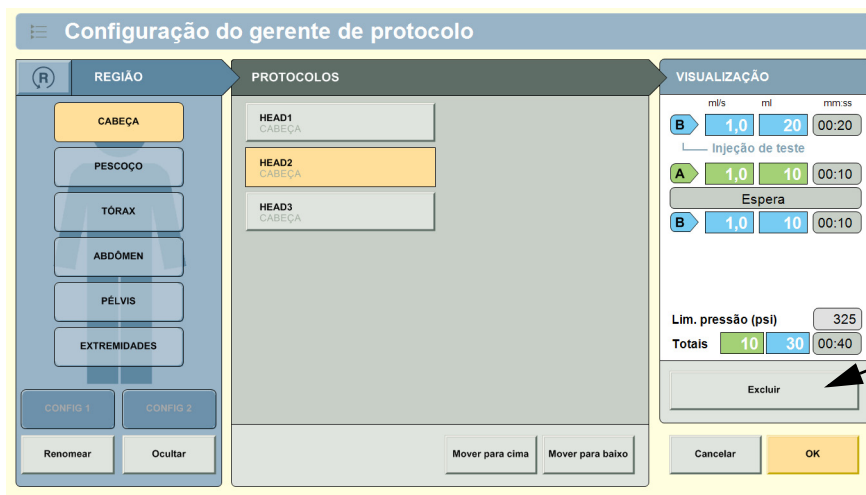 Configuração do gerente de protocolo
R
REGIÃO
CABEÇA
PESCOÇO
TÓRAX
ABDÔMEN
PÉLVIS
EXTREMIDADES
CONFIG 1 CONFIG 2
Renomear Ocultar
PROTOCOLOS
HEAD1
CABEÇA
HEAD2
CABEÇA
HEAD3
CABEÇA
Mover para cima Mover para baixo
VISUALIZAÇÃO
ml/s ml mm:ss
B 1,0 20 00:20
Injeção de teste
A 1,0 10 00:10
Espera
B 1,0 10 00:10
Lim. pressão (psi) 325
Totais 10 30 00:40
Excluir
Cancelar OK